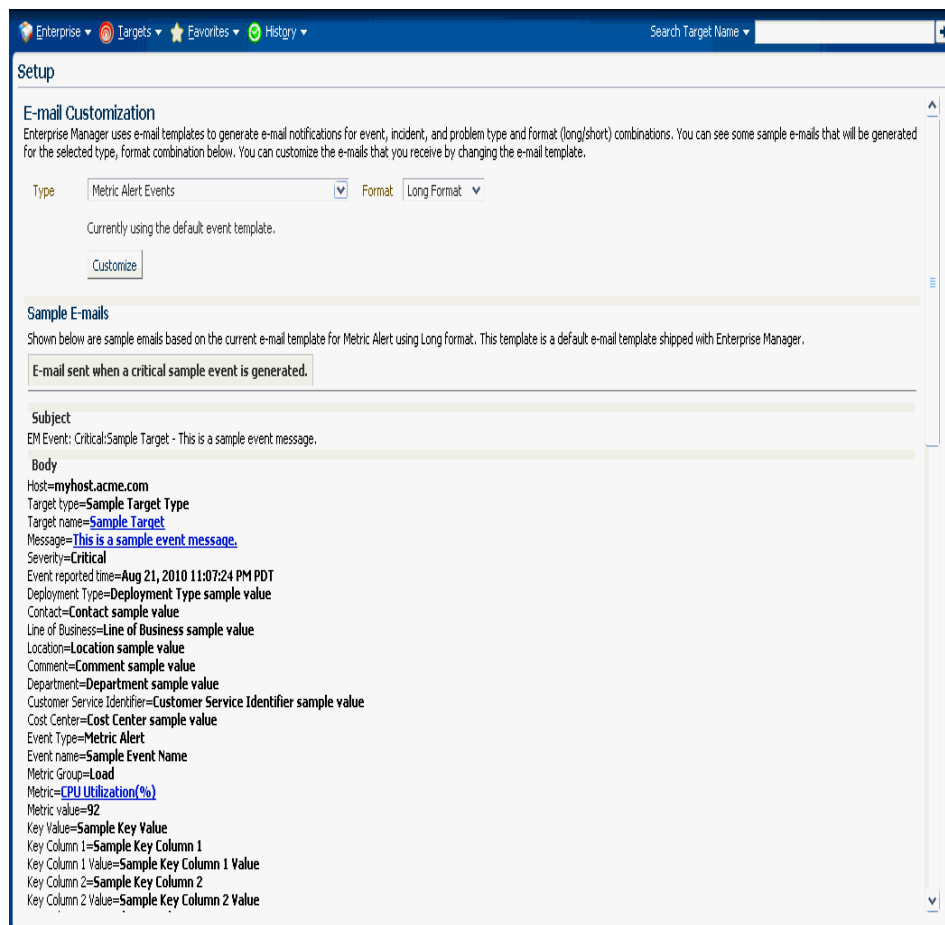 Enterprise Targets Favorites History Search Target Name
Setup
E-mail Customization
Enterprise Manager uses e-mail templates to generate e-mail notifications for event, incident, and problem type and format (long/short) combinations. You can see some sample e-mails that will be generated
for the selected type, format combination below. You can customize the e-mails that you receive by changing the e-mail template.
Type Metric Alert Events Format Long Format
Currently using the default event template.
Customize
Sample E-mails
Shown below are sample emails based on the current e-mail template for Metric Alert using Long format. This template is a default e-mail template shipped with Enterprise Manager.
E-mail sent when a critical sample event is generated.
Subject
EM Event: Critical:Sample Target - This is a sample event message.
Body
Host=myhost.acme.com
Target type=Sample Target Type
Target name=Sample Target
Message=This is a sample event message.
Severity=Critical
Event reported time=Aug 21, 2010 11:07:24 PM PDT
Deployment Type=Deployment Type sample value
Contact=Contact sample value
Line of Business=Line of Business sample value
Location=Location sample value
Comment=Comment sample value
Department=Department sample value
Customer Service Identifier=Customer Service Identifier sample value
Cost Center=Cost Center sample value
Event Type=Metric Alert
Event name=Sample Event Name
Metric Group=Load
Metric=CPU Utilization(%)
Metric value=92
Key Value=Sample Key Value
Key Column 1=Sample Key Column 1
Key Column 1 Value=Sample Key Column 1 Value
Key Column 2=Sample Key Column 2
Key Column 2 Value=Sample Key Column 2 Value